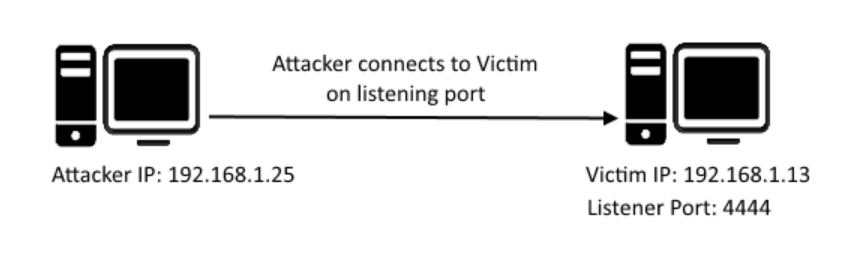 Attacker connects to Victim
on listening port
Attacker IP: 192.168.1.25
Victim IP: 192.168.1.13
Listener Port: 4444